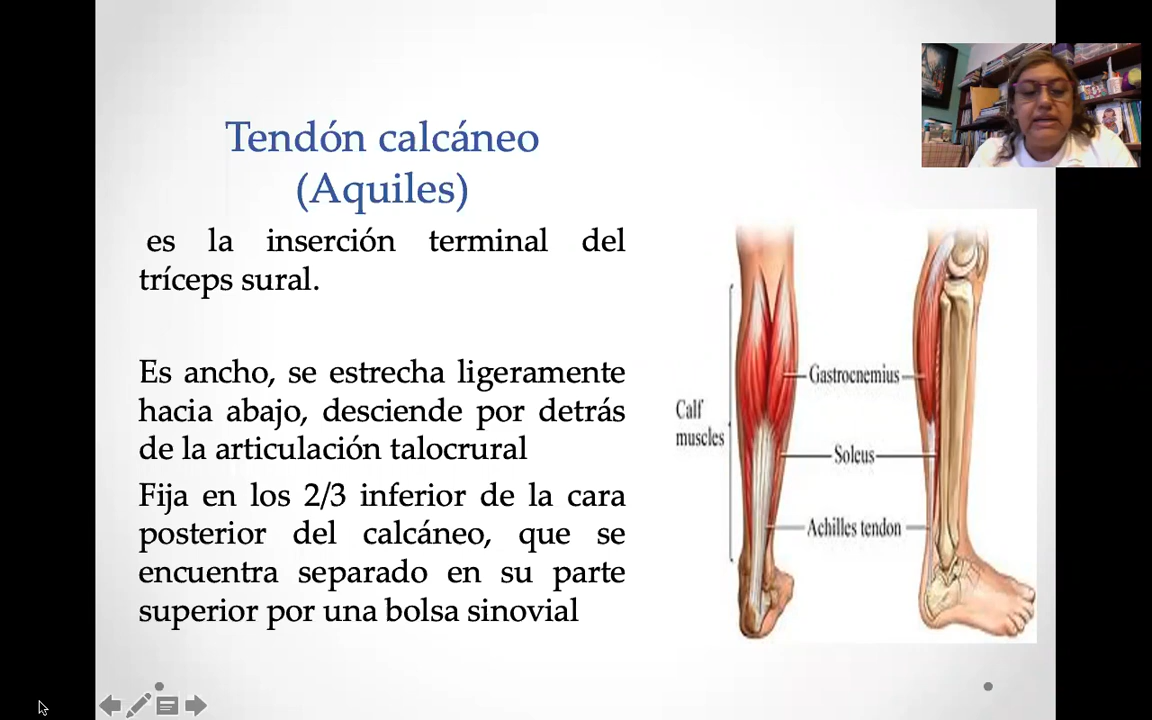 Tendón calcáneo
(Aquiles)
es la inserción terminal del
tríceps sural.
Es ancho, se estrecha ligeramente
hacia abajo, desciende por detrás
de la articulación talocrural
Fija en los 2/3 inferior de la cara
posterior del calcáneo, que se
encuentra separado en su parte
superior por una bolsa sinovial
Gastrocnemius
Calf
muscles
Soleus
Achilles tendon